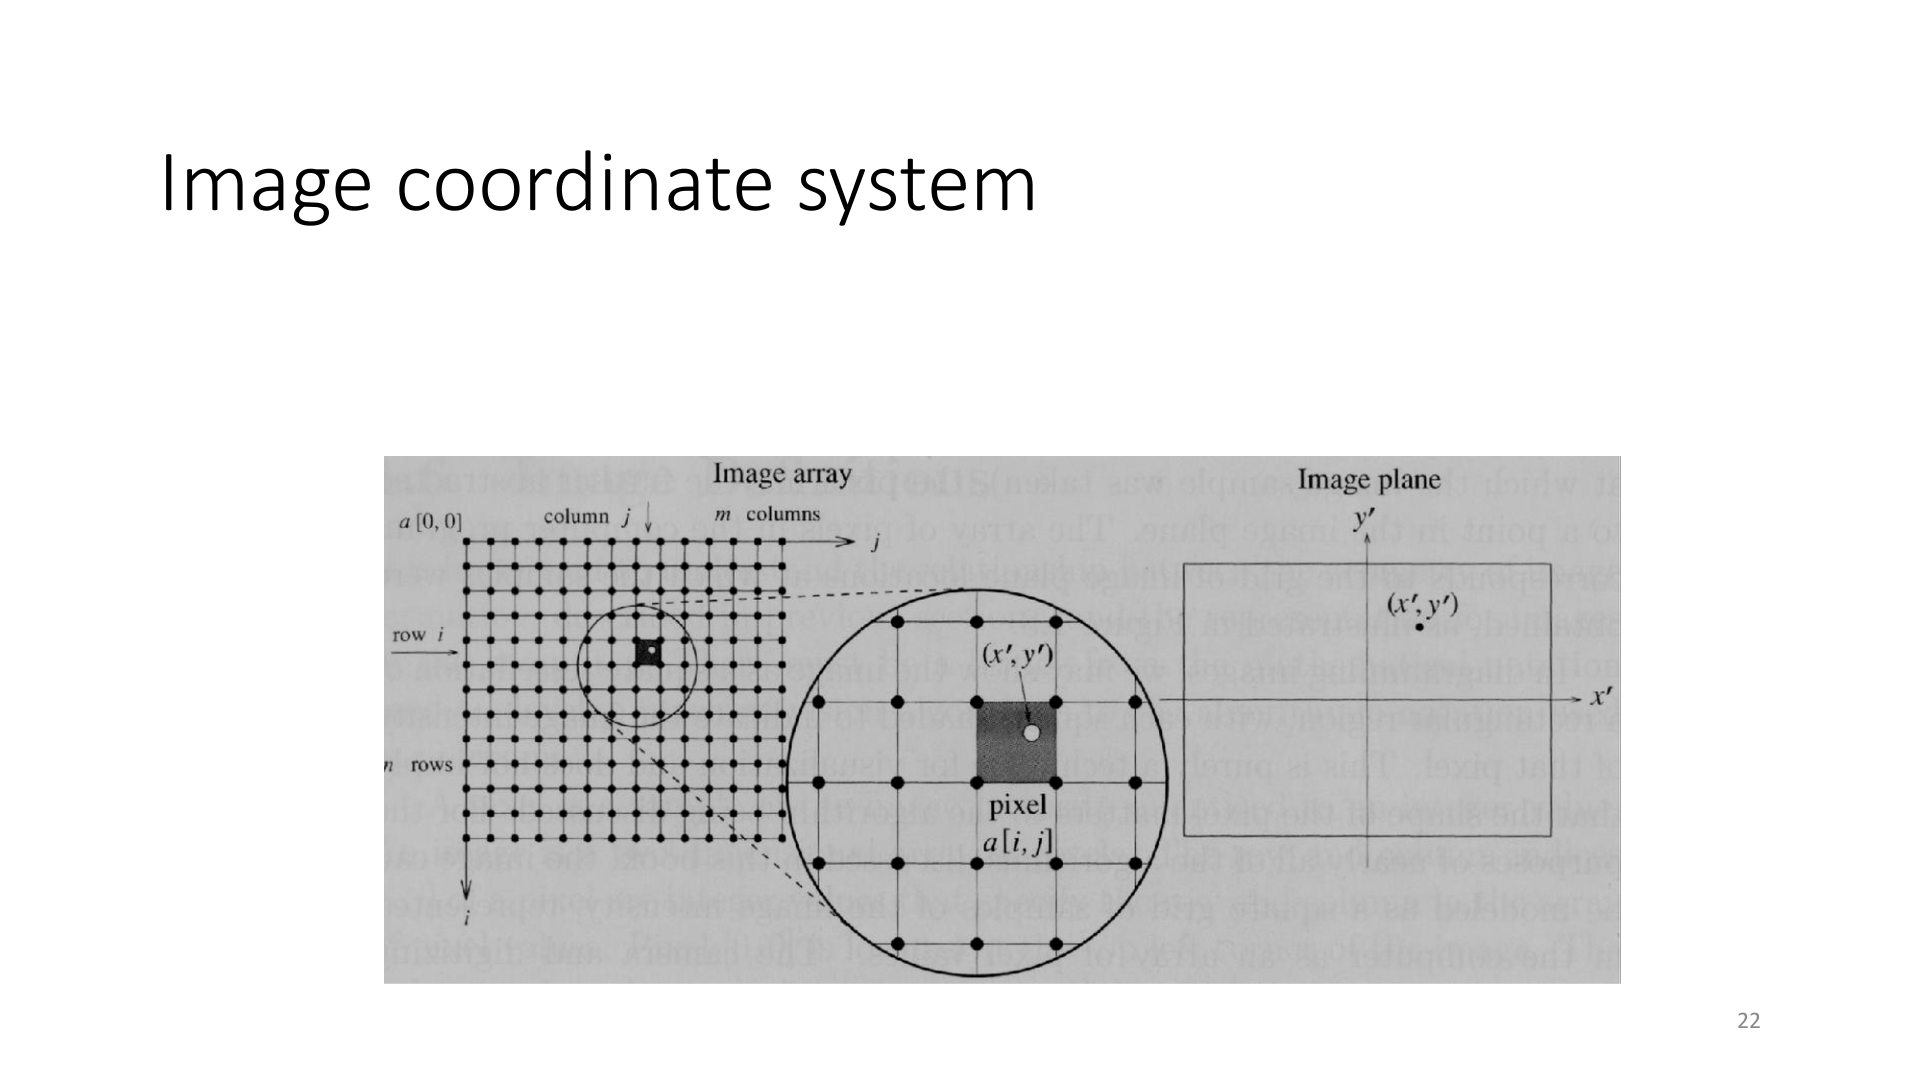 Image coordinate system
Image array
Image plane
a [0, 0]
column j
m columns
j
y′
(x′, y′)
row i
(x′, y′)
x′
n rows
pixel
a[i, j]
i
22